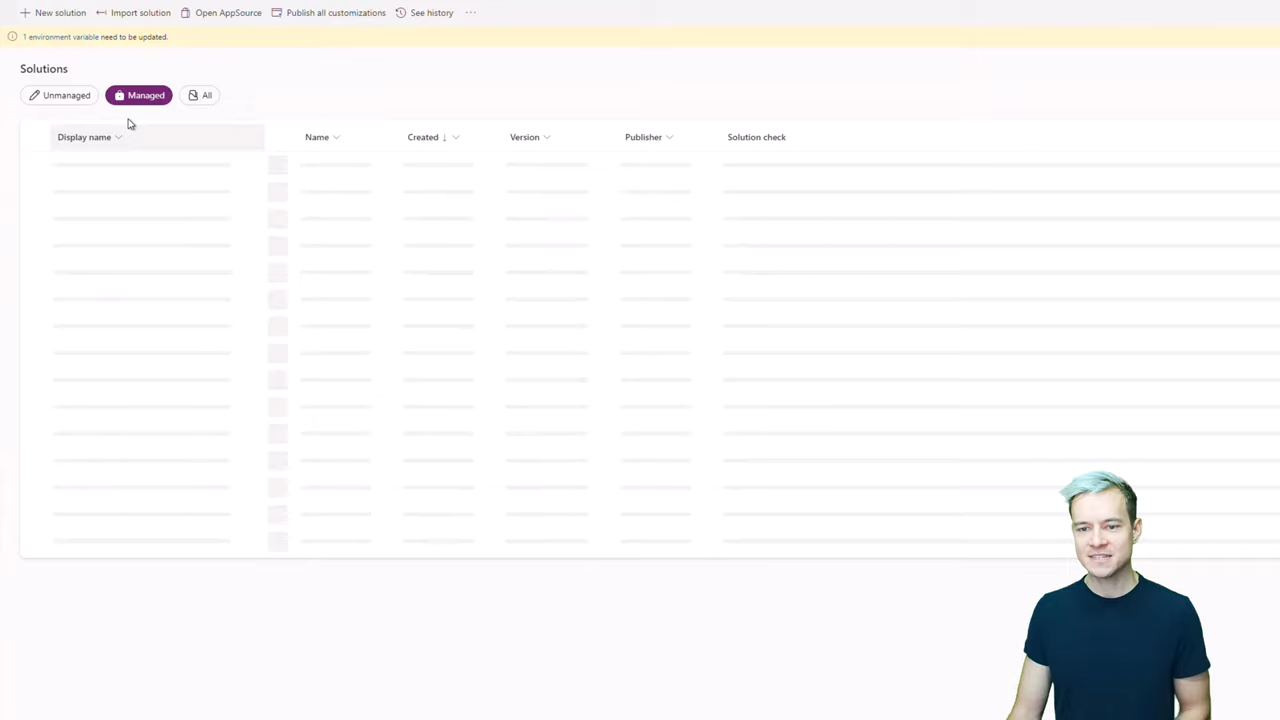 New solution Import solution Open AppSource Publish all customizations See history ...
1 environment variable need to be updated.
Solutions
Unmanaged Managed All
Display name Name Created ↓ Version Publisher Solution check